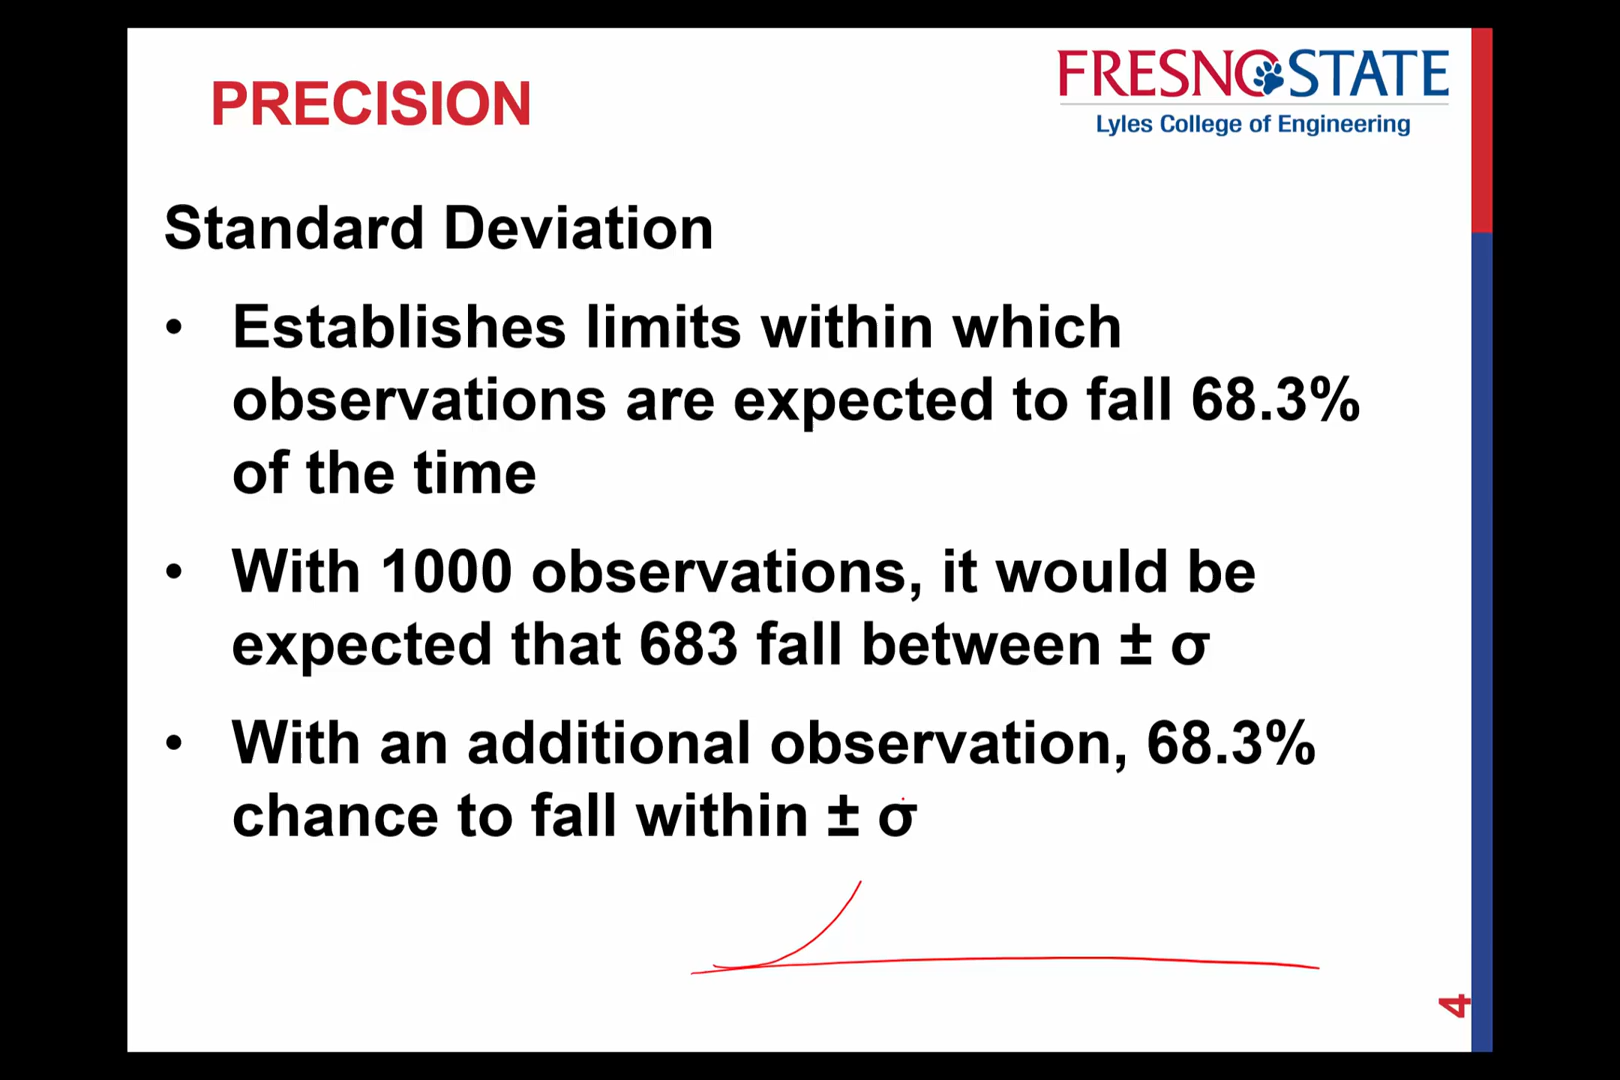 PRECISION
FRESNO STATE
Lyles College of Engineering
Standard Deviation
• Establishes limits within which
observations are expected to fall 68.3%
of the time
• With 1000 observations, it would be
expected that 683 fall between ± σ
• With an additional observation, 68.3%
chance to fall within ± σ
4